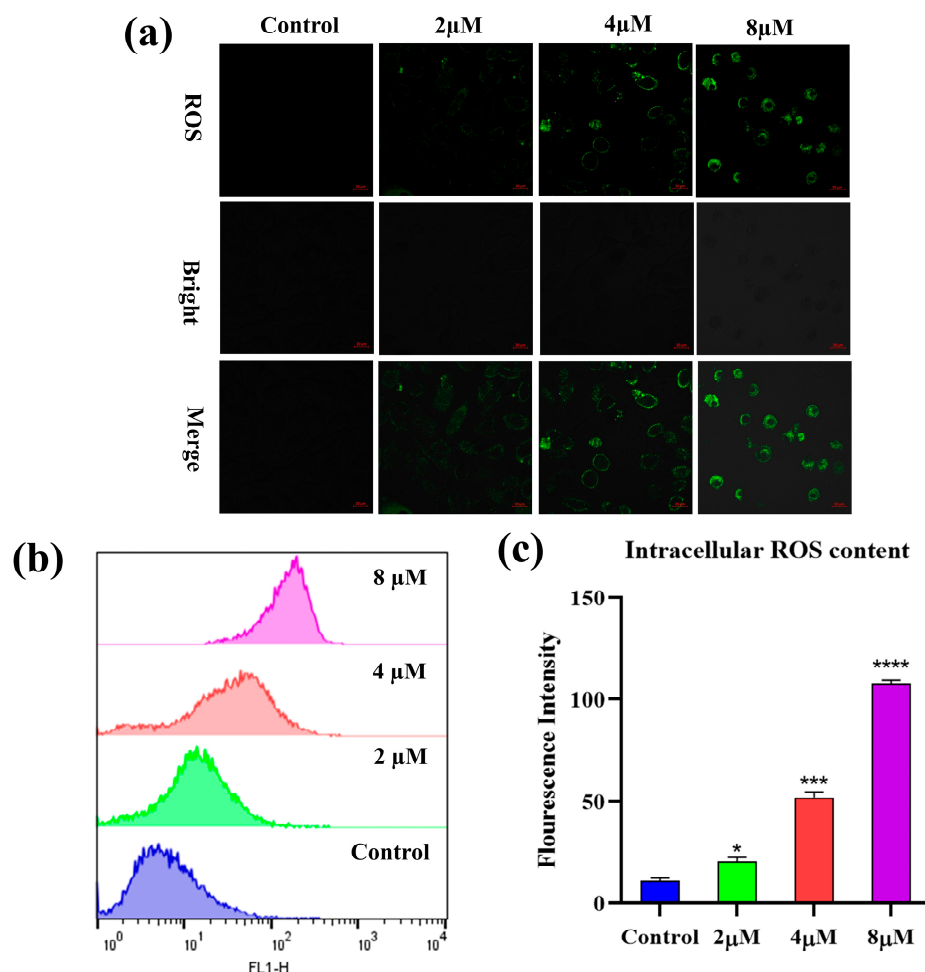 (a)
Control 2μM 4μM 8μM
ROS
Bright
Merge
(b)
8 μM
4 μM
2 μM
Control
10⁰ 10¹ 10² 10³ 10⁴
FL1-H
(c)
Intracellular ROS content
Flourescence Intensity
150
100
50
0
*
***
****
Control 2μM 4μM 8μM